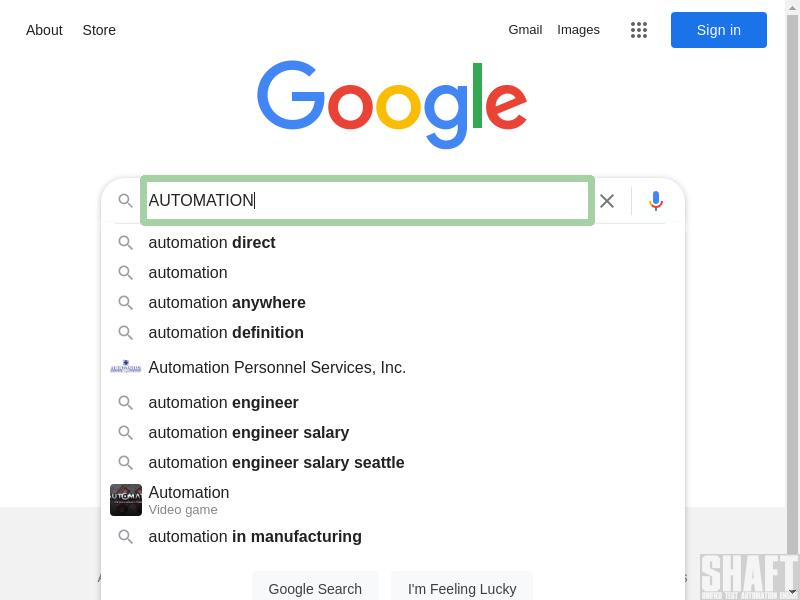 About Store Gmail Images Sign in
Google
AUTOMATION
automation direct
automation
automation anywhere
automation definition
Automation Personnel Services, Inc.
automation engineer
automation engineer salary
automation engineer salary seattle
Automation
Video game
automation in manufacturing
Google Search I'm Feeling Lucky
SHAFT